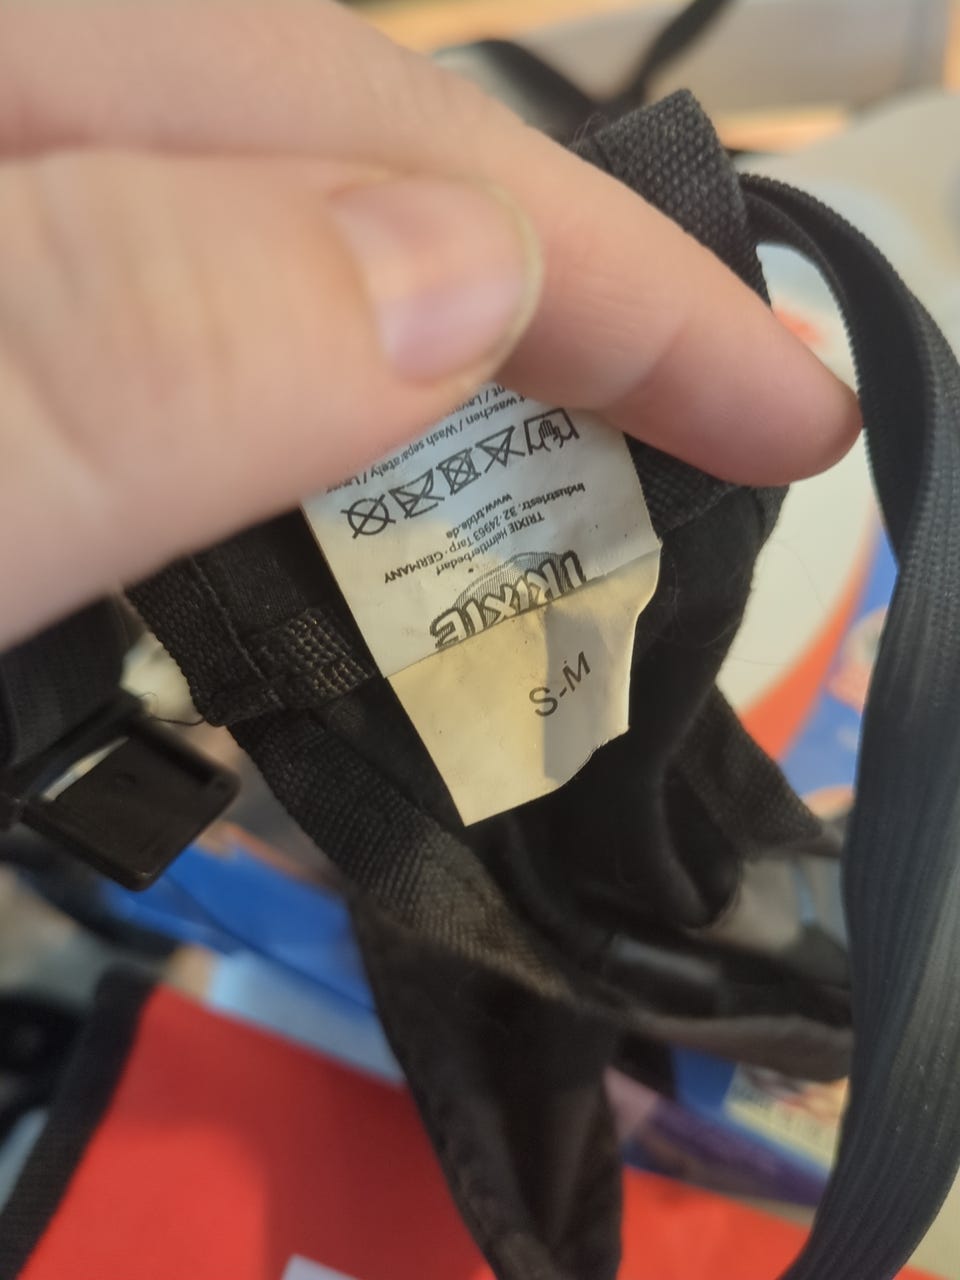 S-M
TRIXIE
TRIXIE Heimtierbedarf
Industriestr. 32 · 24963 Tarp · GERMANY
www.trixie.de
waschen / Wash separately